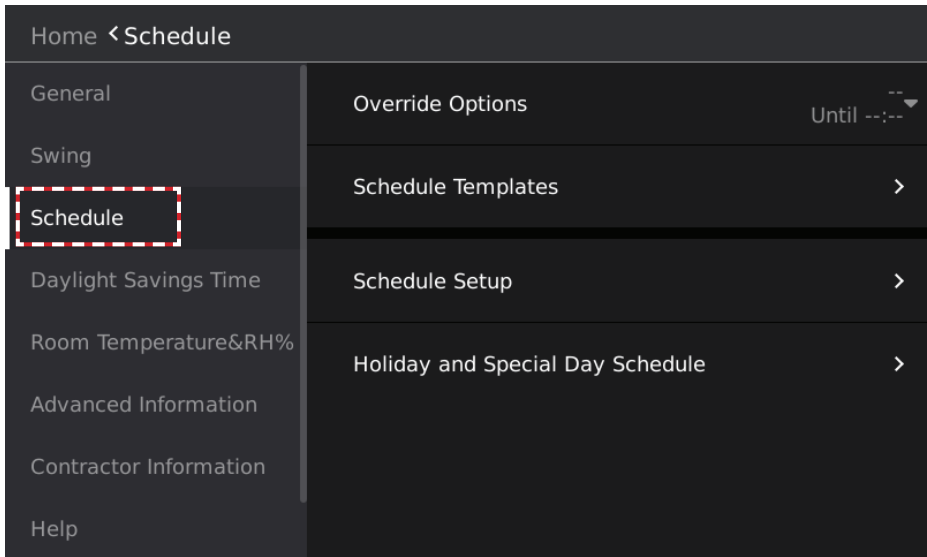 Home <Schedule
General
Swing
Schedule
Daylight Savings Time
Room Temperature&RH%
Advanced Information
Contractor Information
Help
Override Options
--
Until --:--
Schedule Templates
Schedule Setup
Holiday and Special Day Schedule